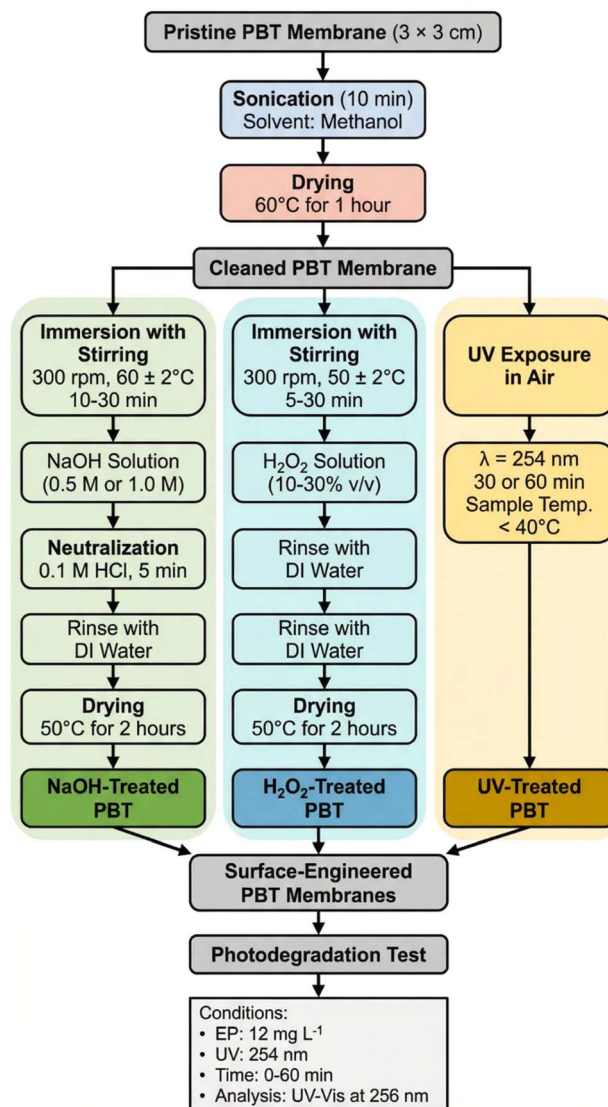 Pristine PBT Membrane (3 × 3 cm)
Sonication (10 min)
Solvent: Methanol
Drying
60°C for 1 hour
Cleaned PBT Membrane
Immersion with
Stirring
300 rpm, 60 ± 2°C
10-30 min
NaOH Solution
(0.5 M or 1.0 M)
Neutralization
0.1 M HCl, 5 min
Rinse with
DI Water
Drying
50°C for 2 hours
NaOH-Treated
PBT
Immersion with
Stirring
300 rpm, 50 ± 2°C
5-30 min
H₂O₂ Solution
(10-30% v/v)
Rinse with
DI Water
Rinse with
DI Water
Drying
50°C for 2 hours
H₂O₂-Treated
PBT
UV Exposure
in Air
λ = 254 nm
30 or 60 min
Sample Temp.
< 40°C
UV-Treated
PBT
Surface-Engineered
PBT Membranes
Photodegradation Test
Conditions:
• EP: 12 mg L⁻¹
• UV: 254 nm
• Time: 0-60 min
• Analysis: UV-Vis at 256 nm